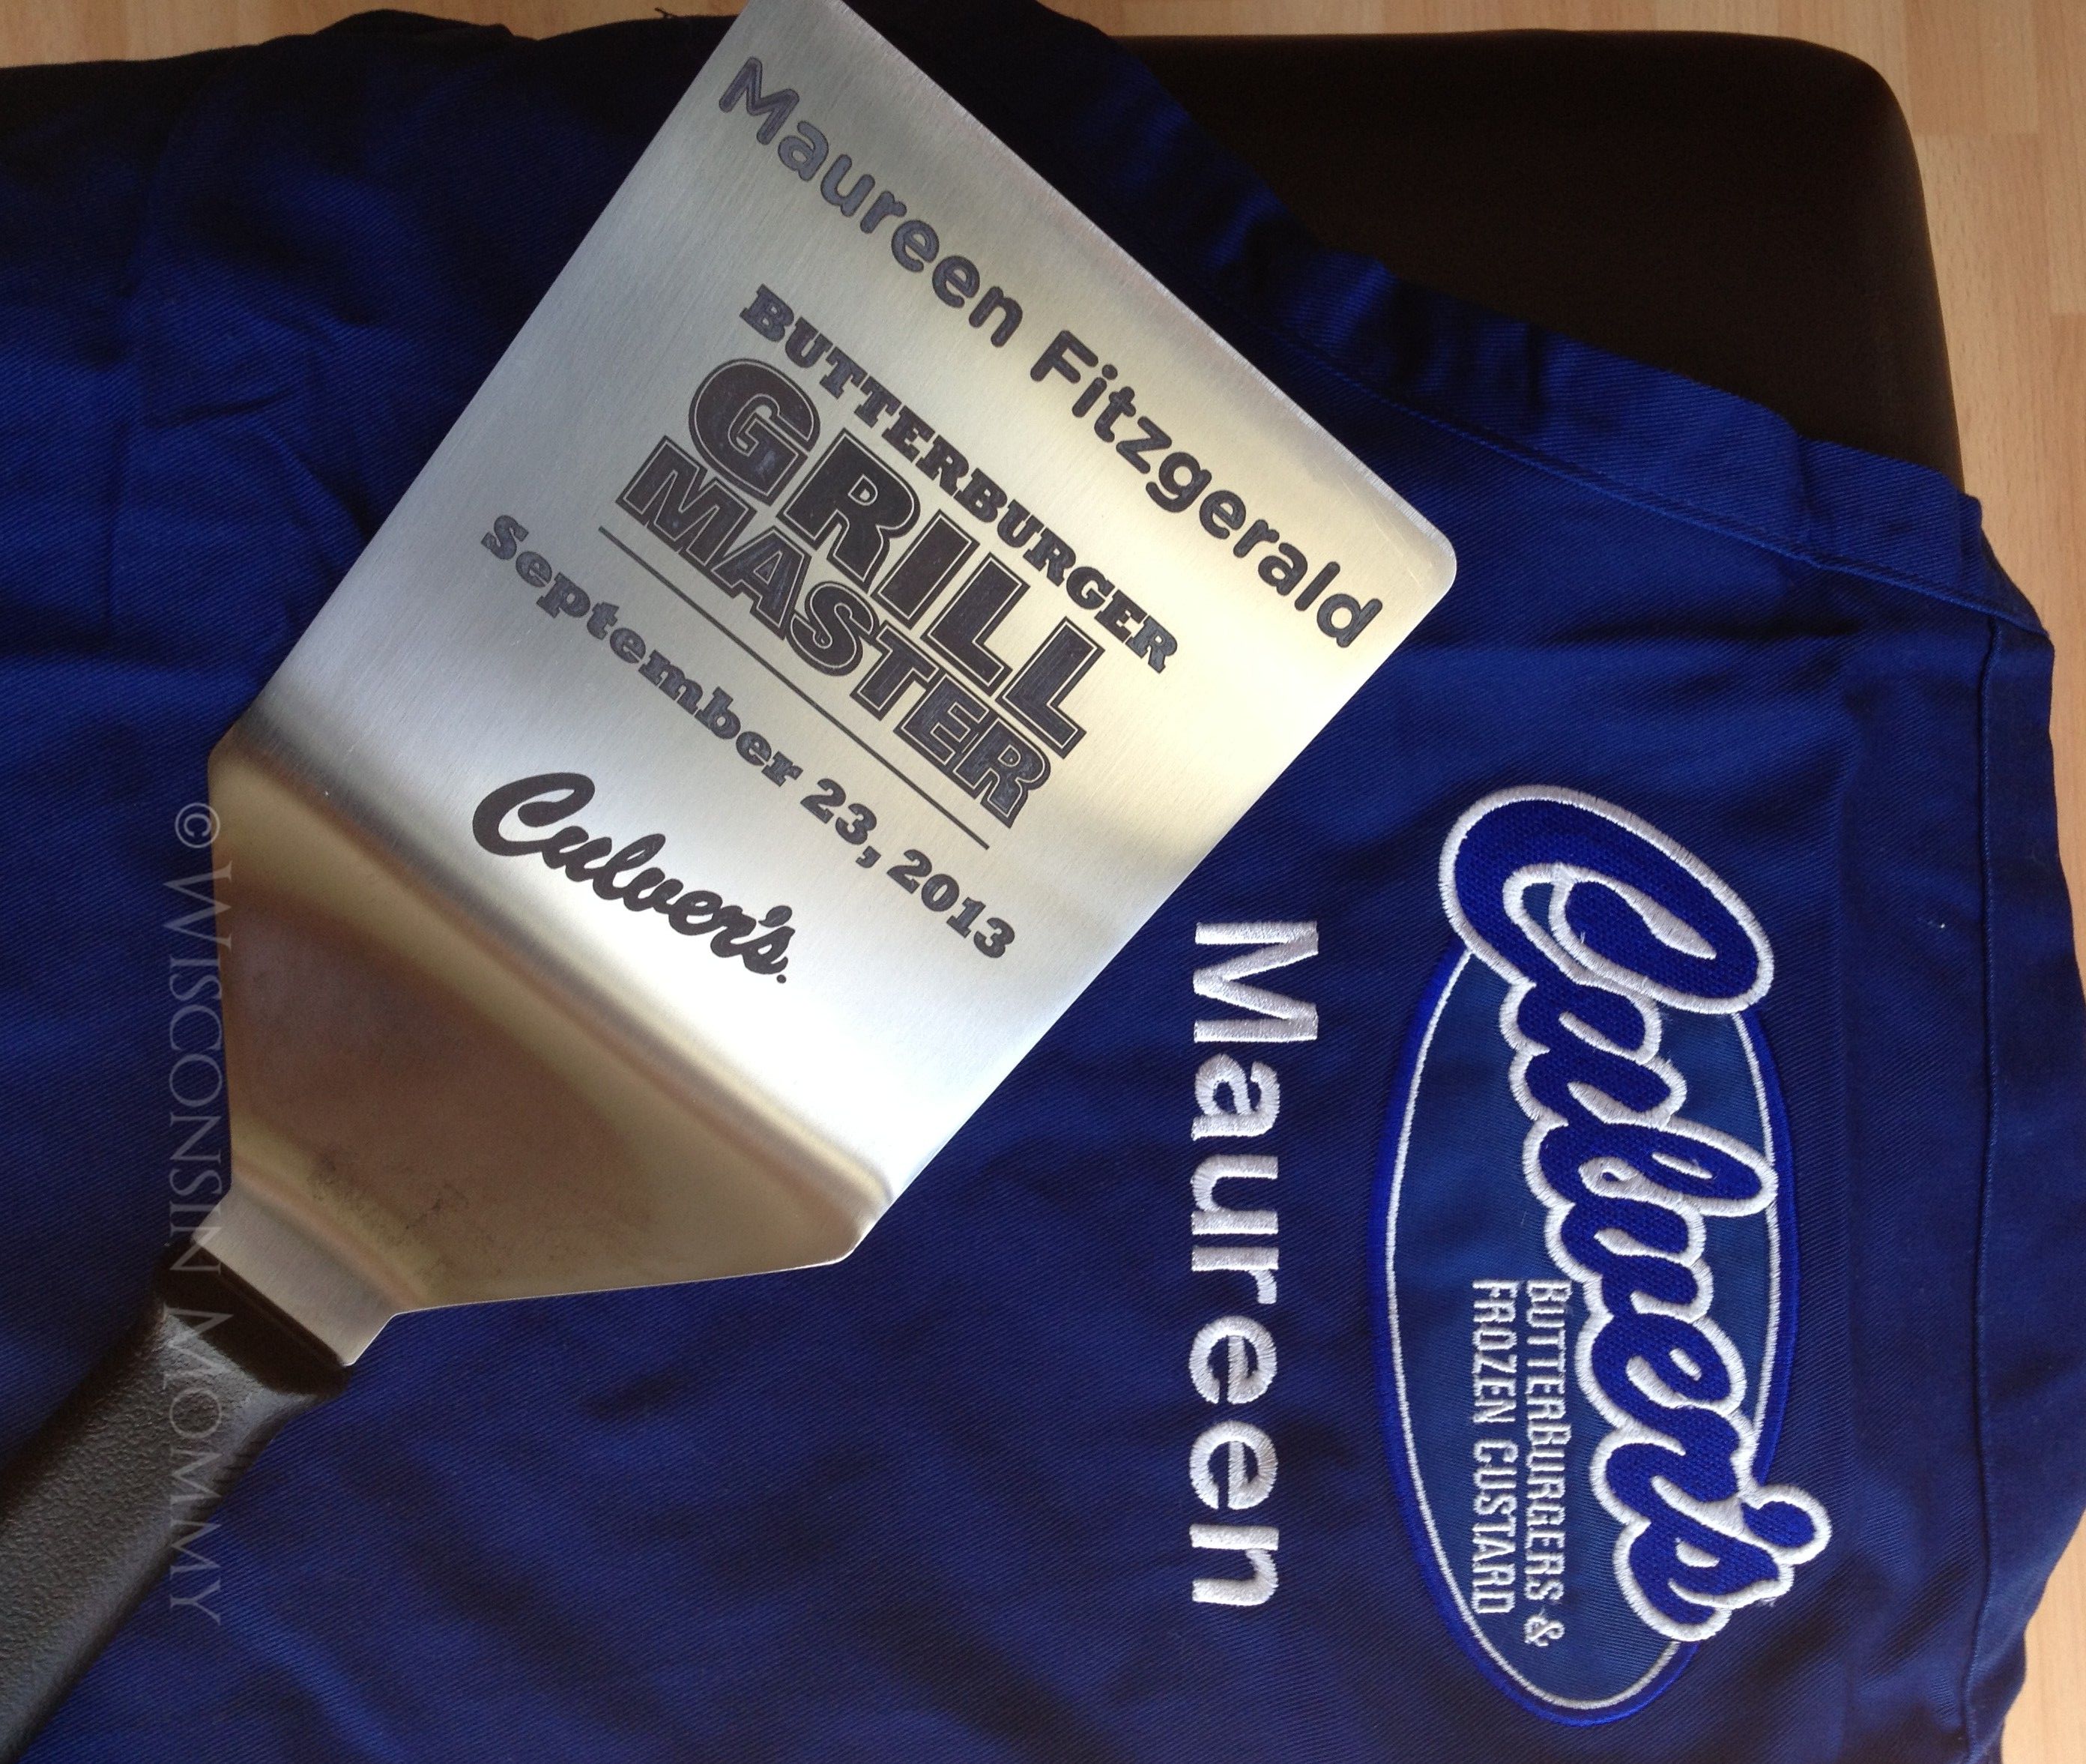 Maureen Fitzgerald
BUTTERBURGER
GRILL
MASTER
September 23, 2013
Culver's.
Culver's
BUTTERBURGERS &
FROZEN CUSTARD
Maureen
© WISCONSIN MOMMY